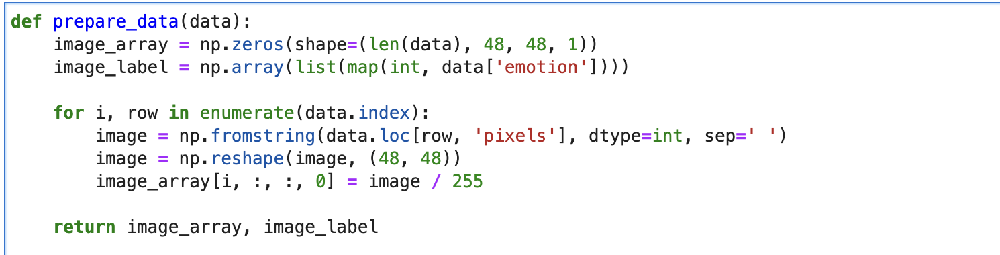 def prepare_data(data):
    image_array = np.zeros(shape=(len(data), 48, 48, 1))
    image_label = np.array(list(map(int, data['emotion'])))
    for i, row in enumerate(data.index):
        image = np.fromstring(data.loc[row, 'pixels'], dtype=int, sep=' ')
        image = np.reshape(image, (48, 48))
        image_array[i, :, :, 0] = image / 255
    return image_array, image_label